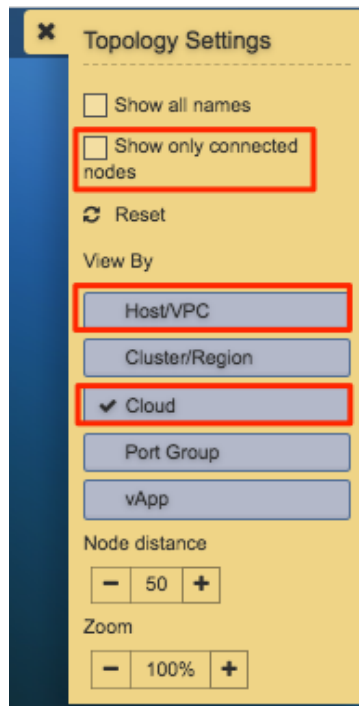 Topology Settings
Show all names
Show only connected
nodes
Reset
View By
Host/VPC
Cluster/Region
Cloud
Port Group
vApp
Node distance
50
Zoom
100%